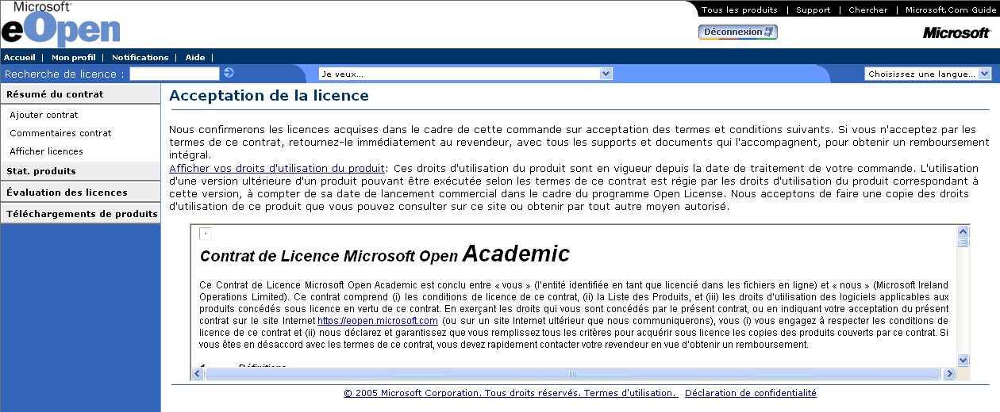 Microsoft®
eOpen
Tous les produits | Support | Chercher | Microsoft.Com Guide
Déconnexion
Microsoft
Accueil | Mon profil | Notifications | Aide |
Recherche de licence :
Je veux...
Choisissez une langue...
Résumé du contrat
Ajouter contrat
Commentaires contrat
Afficher licences
Stat. produits
Évaluation des licences
Téléchargements de produits
Acceptation de la licence
Nous confirmerons les licences acquises dans le cadre de cette commande sur acceptation des termes et conditions suivants. Si vous n'acceptez par les
termes de ce contrat, retournez-le immédiatement au revendeur, avec tous les supports et documents qui l'accompagnent, pour obtenir un remboursement
intégral.
Afficher vos droits d'utilisation du produit: Ces droits d'utilisation du produit sont en vigueur depuis la date de traitement de votre commande. L'utilisation
d'une version ultérieure d'un produit pouvant être exécutée selon les termes de ce contrat est régie par les droits d'utilisation du produit correspondant à
cette version, à compter de sa date de lancement commercial dans le cadre du programme Open License. Nous acceptons de faire une copie des droits
d'utilisation de ce produit que vous pouvez consulter sur ce site ou obtenir par tout autre moyen autorisé.
Contrat de Licence Microsoft Open Academic
Ce Contrat de Licence Microsoft Open Academic est conclu entre « vous » (l'entité identifiée en tant que licencié dans les fichiers en ligne) et « nous » (Microsoft Ireland
Operations Limited). Ce contrat comprend (i) les conditions de licence de ce contrat, (ii) la Liste des Produits, et (iii) les droits d'utilisation des logiciels applicables aux
produits concédés sous licence en vertu de ce contrat. En exerçant les droits qui vous sont concédés par le présent contrat, ou en indiquant votre acceptation du présent
contrat sur le site Internet https://eopen.microsoft.com (ou sur un site Internet ultérieur que nous communiquerons), vous (i) vous engagez à respecter les conditions de
licence de ce contrat et (ii) nous déclarez et garantissez que vous remplissez tous les critères pour acquérir sous licence les copies des produits couverts par ce contrat. Si
vous êtes en désaccord avec les termes de ce contrat, vous devez rapidement contacter votre revendeur en vue d'obtenir un remboursement.
1. Définitions
© 2005 Microsoft Corporation. Tous droits réservés. Termes d'utilisation. Déclaration de confidentialité